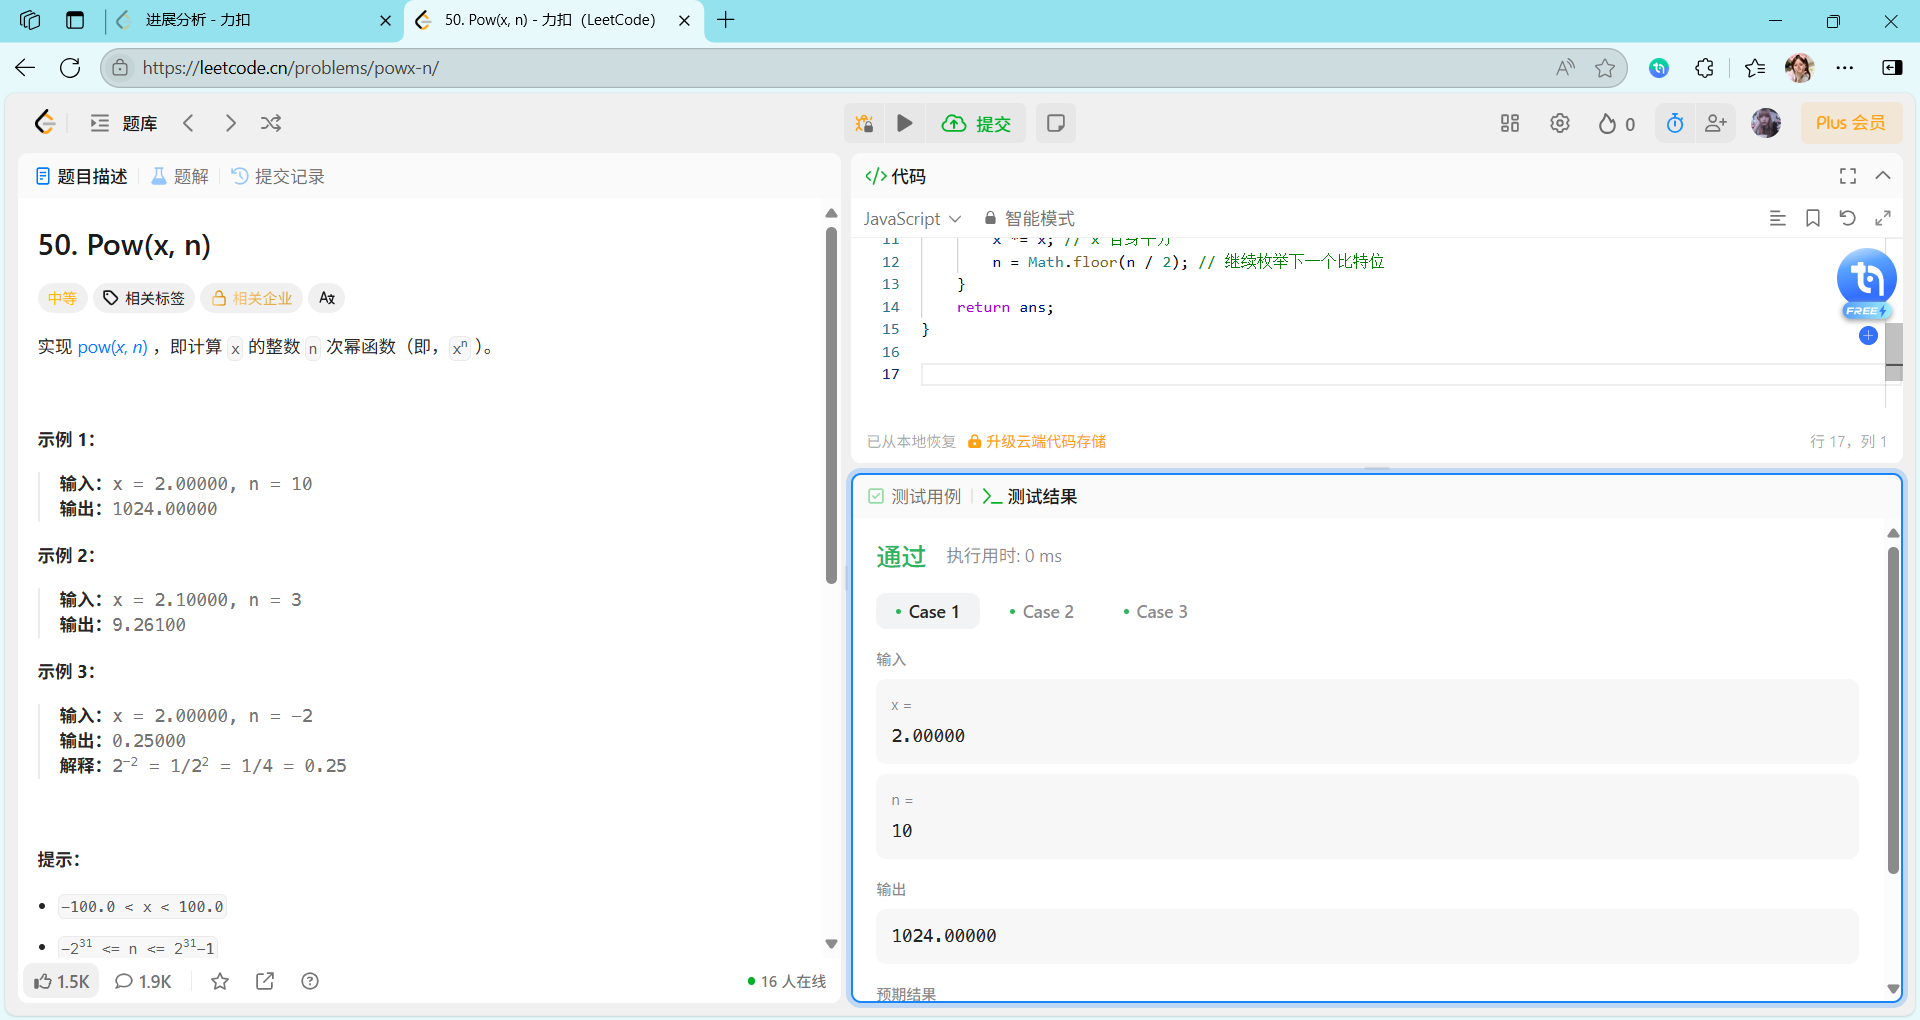 进展分析 - 力扣
50. Pow(x, n) - 力扣（LeetCode）
https://leetcode.cn/problems/powx-n/
题库
提交
0
Plus 会员
题目描述
题解
提交记录
50. Pow(x, n)
中等
相关标签
相关企业
实现 pow(x, n) ，即计算 x 的整数 n 次幂函数（即，xⁿ ）。
示例 1：
输入：x = 2.00000, n = 10
输出：1024.00000
示例 2：
输入：x = 2.10000, n = 3
输出：9.26100
示例 3：
输入：x = 2.00000, n = -2
输出：0.25000
解释：2⁻² = 1/2² = 1/4 = 0.25
提示：
-100.0 < x < 100.0
-2³¹ <= n <= 2³¹-1
1.5K
1.9K
16 人在线
代码
JavaScript
智能模式
11 x *= x; // x 自身平方
12 n = Math.floor(n / 2); // 继续枚举下一个比特位
13 }
14 return ans;
15 }
16
17
FREE
已从本地恢复
升级云端代码存储
行 17，列 1
测试用例
测试结果
通过
执行用时: 0 ms
Case 1
Case 2
Case 3
输入
x =
2.00000
n =
10
输出
1024.00000
预期结果